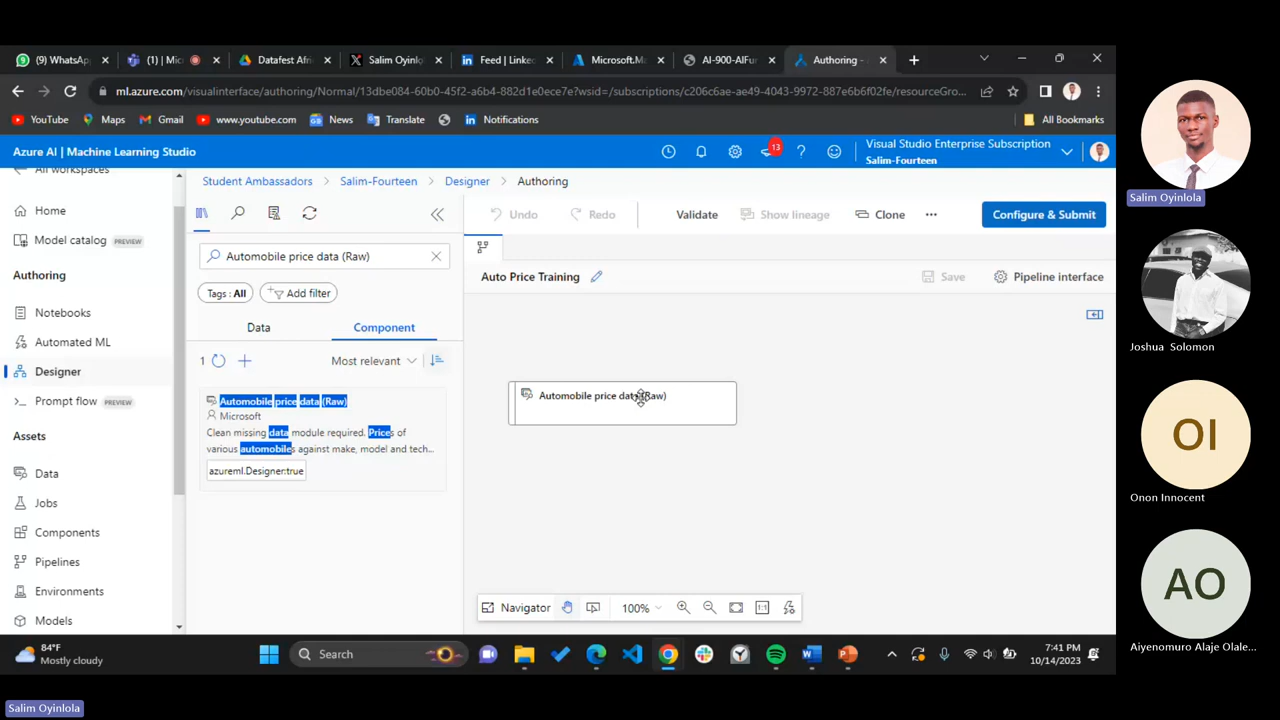 (9) WhatsAp
(1) | Mic
Datafest Afri
Salim Oyinlo
Feed | Linke
Microsoft.Ma
AI-900-AIFur
Authoring -
ml.azure.com/visualinterface/authoring/Normal/13dbe084-60b0-45f2-a6b4-882d1e0ece7e?wsid=/subscriptions/c206c6ae-ae49-4043-9972-887e6b6f02fe/resourceGro...
YouTube
Maps
Gmail
www.youtube.com
News
Translate
Notifications
All Bookmarks
Azure AI | Machine Learning Studio
13
Visual Studio Enterprise Subscription
Salim-Fourteen
All workspaces
Home
Model catalog PREVIEW
Authoring
Notebooks
Automated ML
Designer
Prompt flow PREVIEW
Assets
Data
Jobs
Components
Pipelines
Environments
Models
Student Ambassadors > Salim-Fourteen > Designer > Authoring
Undo
Redo
Validate
Show lineage
Clone
Configure & Submit
Automobile price data (Raw)
Tags : All
Add filter
Data
Component
1
Most relevant
Automobile price data (Raw)
Microsoft
Clean missing data module required. Prices of
various automobiles against make, model and tech...
azureml.Designer:true
Auto Price Training
Save
Pipeline interface
Automobile price data (Raw)
Navigator
100%
1:1
84°F
Mostly cloudy
Search
7:41 PM
10/14/2023
Salim Oyinlola
Joshua Solomon
OI
Onon Innocent
AO
Aiyenomuro Alaje Olale...
Salim Oyinlola